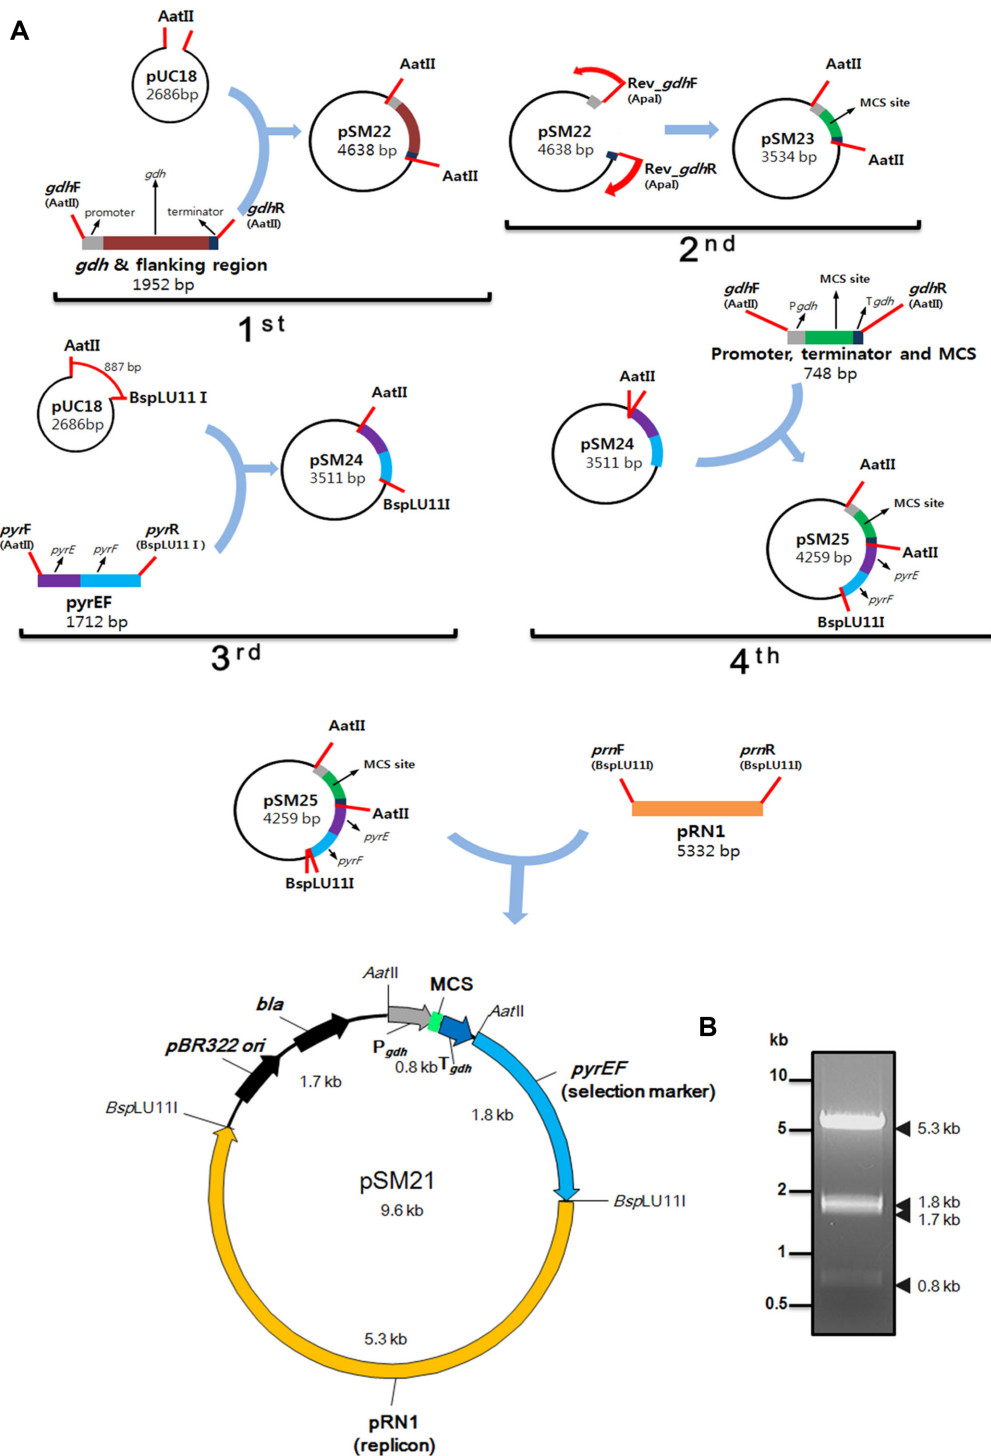 A
AatII
pUC18
2686bp
AatII
pSM22
4638 bp
AatII
gdhF
(AatII)
promoter
gdh
terminator
gdhR
(AatII)
gdh & flanking region
1952 bp
1st
pSM22
4638 bp
Rev_gdhF
(ApaI)
Rev_gdhR
(ApaI)
AatII
MCS site
pSM23
3534 bp
AatII
2nd
AatII
887 bp
BspLU11 I
pUC18
2686bp
AatII
pSM24
3511 bp
BspLU11I
pyrF
(AatII)
pyrE
pyrF
pyrR
(BspLU11 I)
pyrEF
1712 bp
3rd
gdhF
(AatII)
Pgdh
MCS site
Tgdh
gdhR
(AatII)
Promoter, terminator and MCS
748 bp
AatII
pSM24
3511 bp
AatII
MCS site
pSM25
4259 bp
AatII
pyrE
pyrF
BspLU11I
4th
AatII
MCS site
pSM25
4259 bp
AatII
pyrE
pyrF
BspLU11I
prnF
(BspLU11I)
prnR
(BspLU11I)
pRN1
5332 bp
AatII
MCS
AatII
bla
pBR322 ori
Pgdh
0.8 kb
Tgdh
1.7 kb
pyrEF
(selection marker)
1.8 kb
BspLU11I
pSM21
9.6 kb
BspLU11I
5.3 kb
pRN1
(replicon)
B
kb
10
5
2
1
0.5
5.3 kb
1.8 kb
1.7 kb
0.8 kb